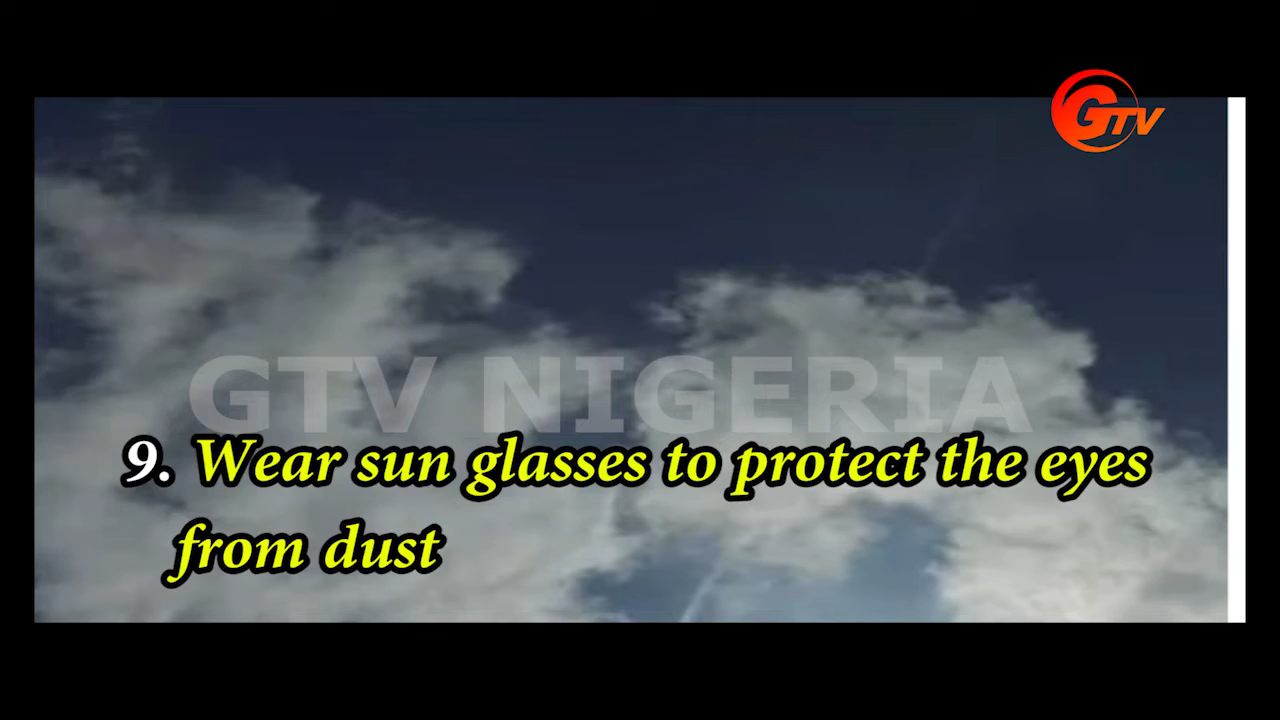 GTV
GTV NIGERIA
9. Wear sun glasses to protect the eyes
from dust